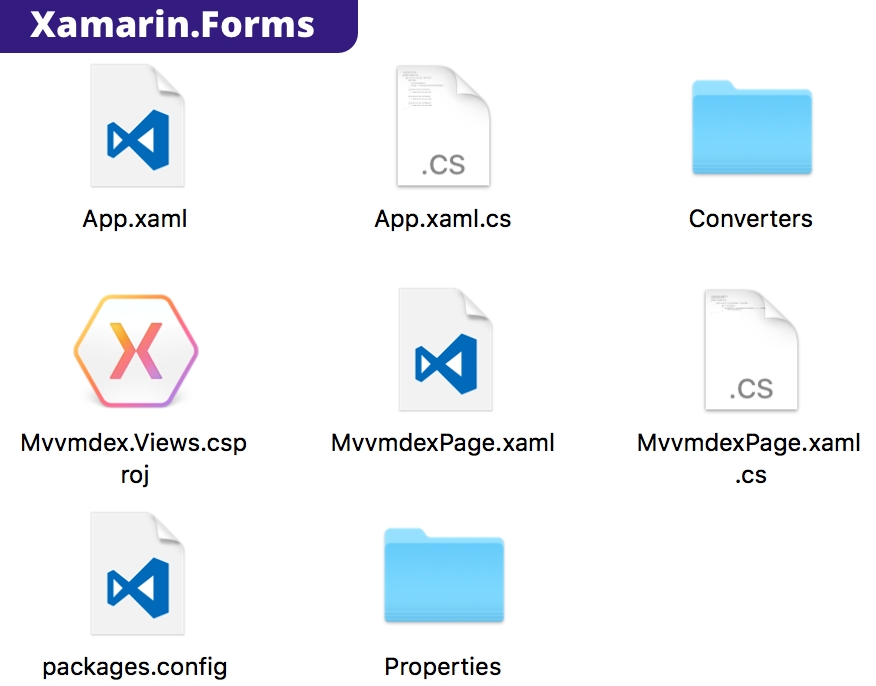 Xamarin.Forms
.CS
App.xaml
App.xaml.cs
Converters
.CS
Mvvmdex.Views.csp
roj
MvvmdexPage.xaml
MvvmdexPage.xaml
.cs
packages.config
Properties